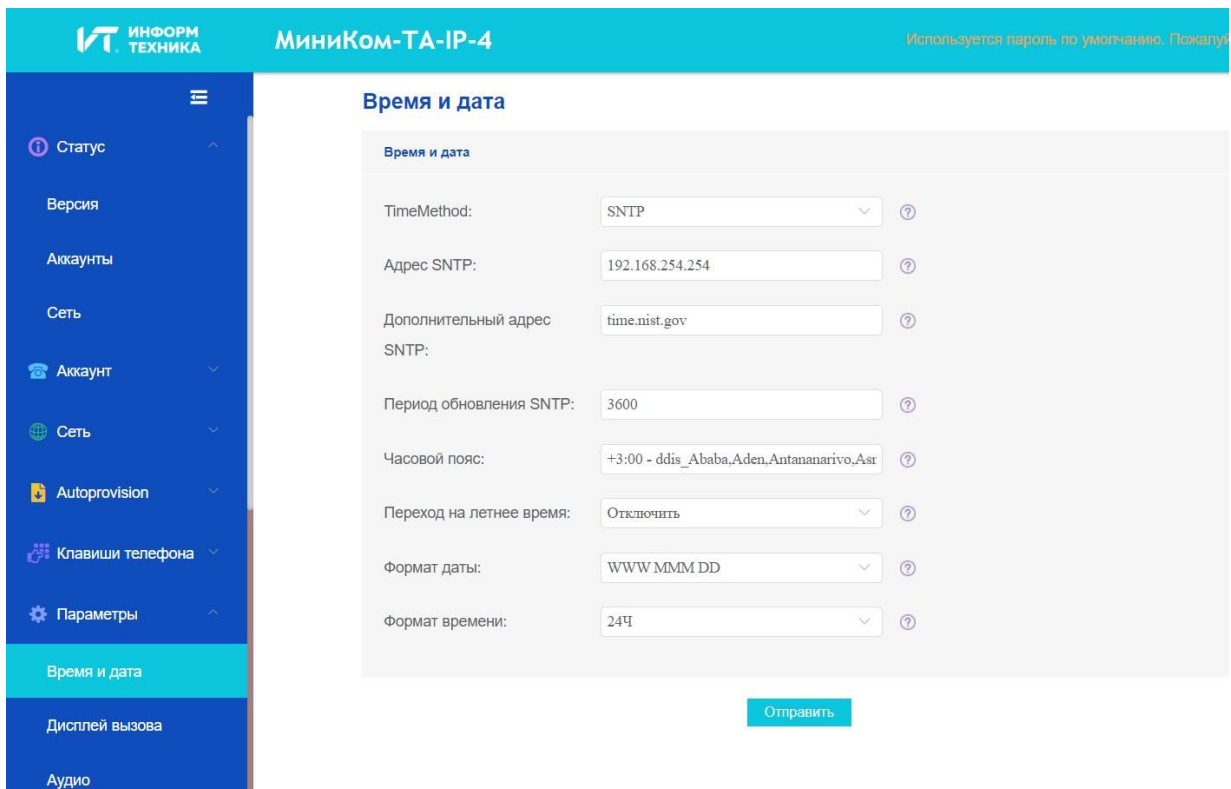 ИНФОРМ
ТЕХНИКА
МиниКом-TA-IP-4
Используется пароль по умолчанию.
Статус
Версия
Аккаунты
Сеть
Аккаунт
Сеть
Autoprovision
Клавиши телефона
Параметры
Время и дата
Дисплей вызова
Аудио
Время и дата
Время и дата
TimeMethod: SNTP
Адрес SNTP: 192.168.254.254
Дополнительный адрес time.nist.gov
SNTP:
Период обновления SNTP: 3600
Часовой пояс: +3:00 - ddis_Ababa,Aden,Antananarivo,Asr
Переход на летнее время: Отключить
Формат даты: WWW MMM DD
Формат времени: 24Ч
Отправить